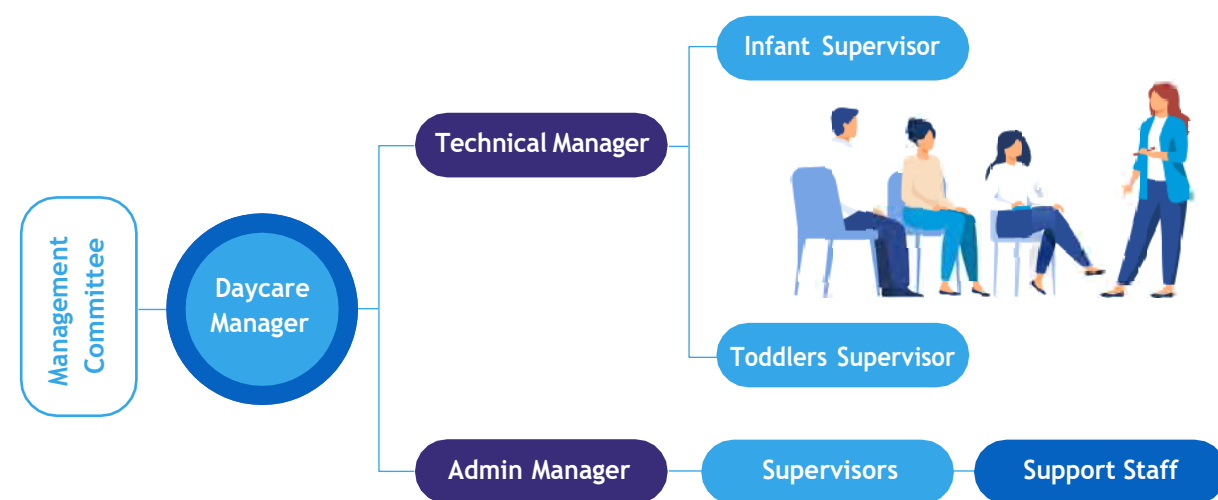 Infant Supervisor
Technical Manager
Management
Committee
Daycare
Manager
Toddlers Supervisor
Admin Manager
Supervisors
Support Staff